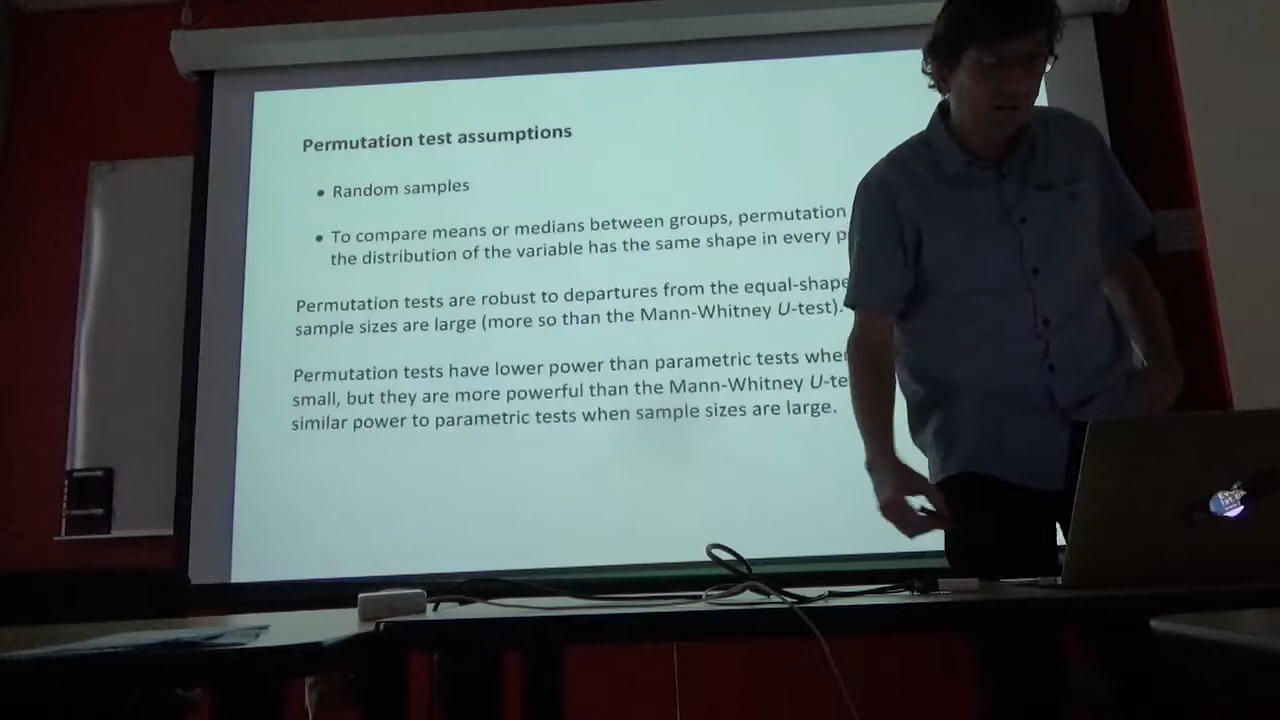 Permutation test assumptions
• Random samples
• To compare means or medians between groups, permutation
the distribution of the variable has the same shape in every p
Permutation tests are robust to departures from the equal-shape
sample sizes are large (more so than the Mann-Whitney U-test).
Permutation tests have lower power than parametric tests when
small, but they are more powerful than the Mann-Whitney U-te
similar power to parametric tests when sample sizes are large.